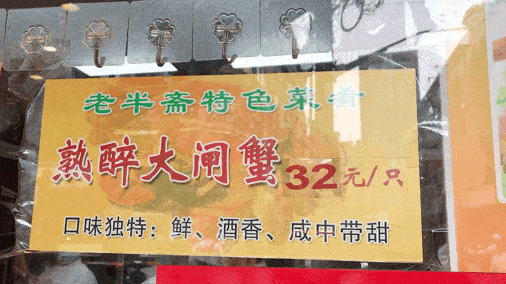 老半斋特色菜肴
熟醉大闸蟹32元/只
口味独特：鲜、酒香、咸中带甜